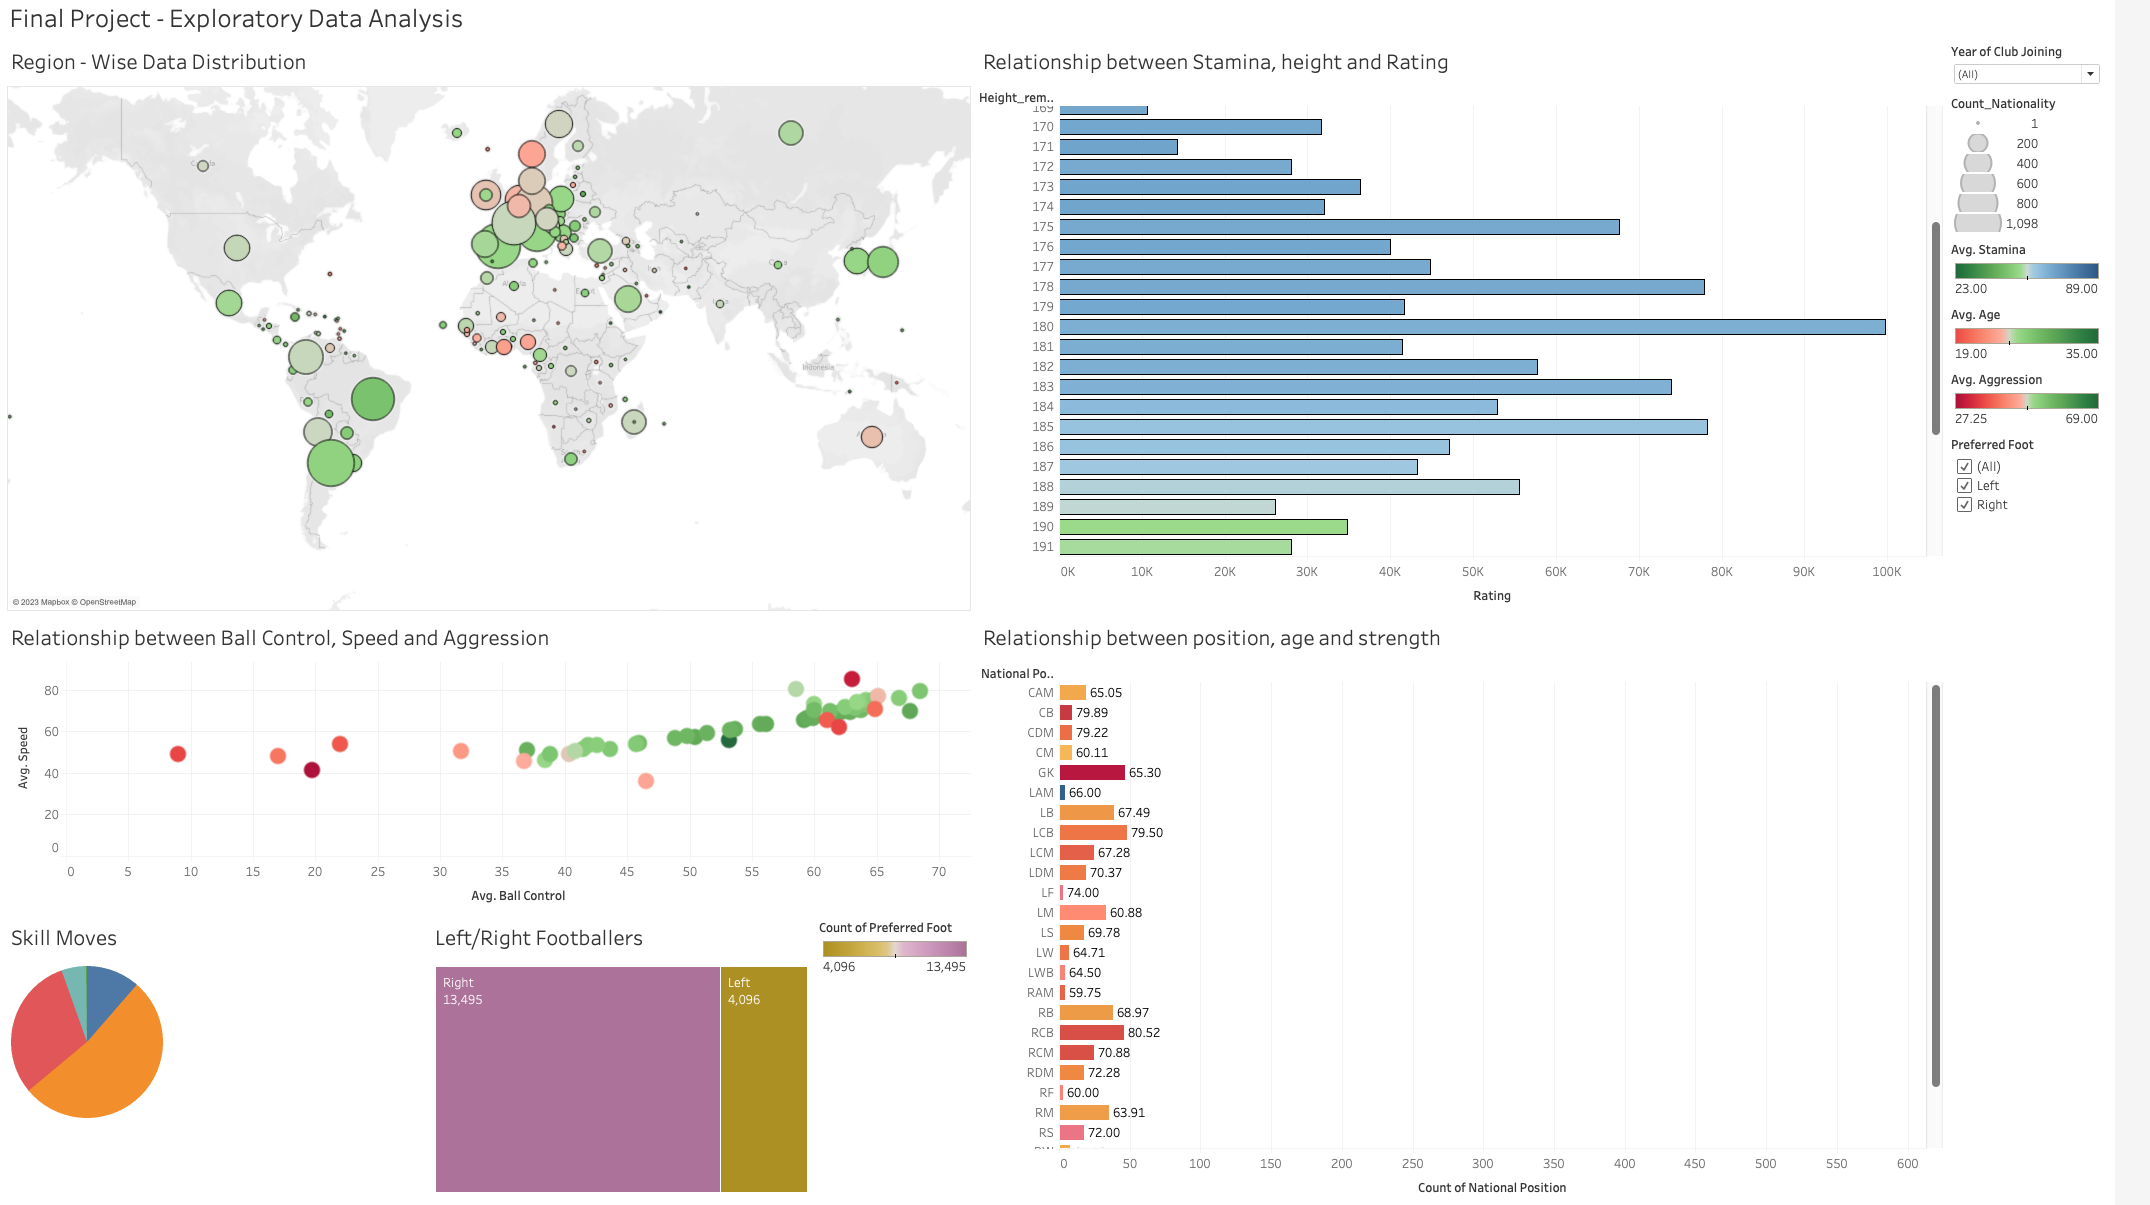 Final Project - Exploratory Data Analysis
Region - Wise Data Distribution
© 2023 Mapbox © OpenStreetMap
Indonesia
Relationship between Stamina, height and Rating
Height_rem..
169
170
171
172
173
174
175
176
177
178
179
180
181
182
183
184
185
186
187
188
189
190
191
0K 10K 20K 30K 40K 50K 60K 70K 80K 90K 100K
Rating
Year of Club Joining
(All)
Count_Nationality
1
200
400
600
800
1,098
Avg. Stamina
23.00 89.00
Avg. Age
19.00 35.00
Avg. Aggression
27.25 69.00
Preferred Foot
(All)
Left
Right
Relationship between Ball Control, Speed and Aggression
Avg. Speed
80
60
40
20
0
0 5 10 15 20 25 30 35 40 45 50 55 60 65 70
Avg. Ball Control
Relationship between position, age and strength
National Po..
CAM 65.05
CB 79.89
CDM 79.22
CM 60.11
GK 65.30
LAM 66.00
LB 67.49
LCB 79.50
LCM 67.28
LDM 70.37
LF 74.00
LM 60.88
LS 69.78
LW 64.71
LWB 64.50
RAM 59.75
RB 68.97
RCB 80.52
RCM 70.88
RDM 72.28
RF 60.00
RM 63.91
RS 72.00
0 50 100 150 200 250 300 350 400 450 500 550 600
Count of National Position
Skill Moves
Left/Right Footballers
Right
13,495
Left
4,096
Count of Preferred Foot
4,096 13,495